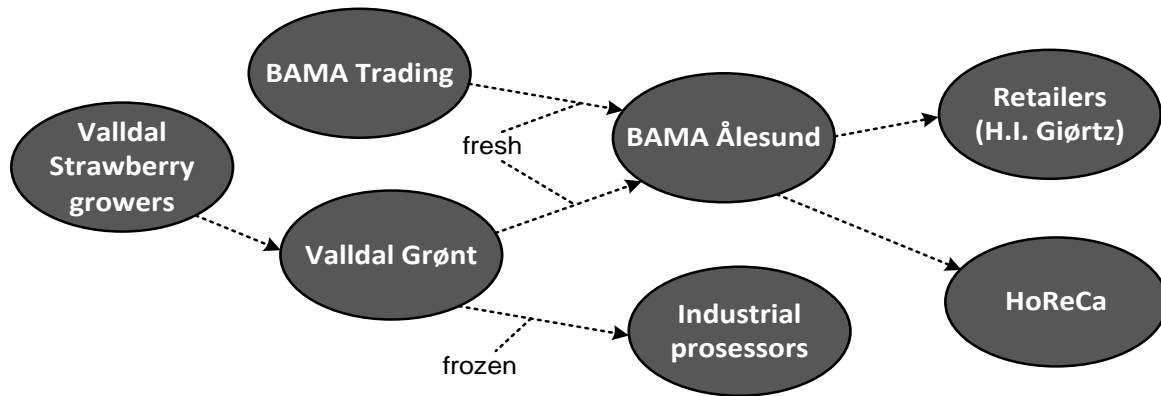 BAMA Trading
Valldal
Strawberry
growers
fresh
BAMA Ålesund
Retailers
(H.I. Giørtz)
Valldal Grønt
HoReCa
Industrial
prosessors
frozen